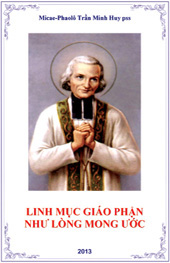 Micae-Phaolô Trần Minh Huy pss
LINH MỤC GIÁO PHẬN
NHƯ LÒNG MONG ƯỚC
2013